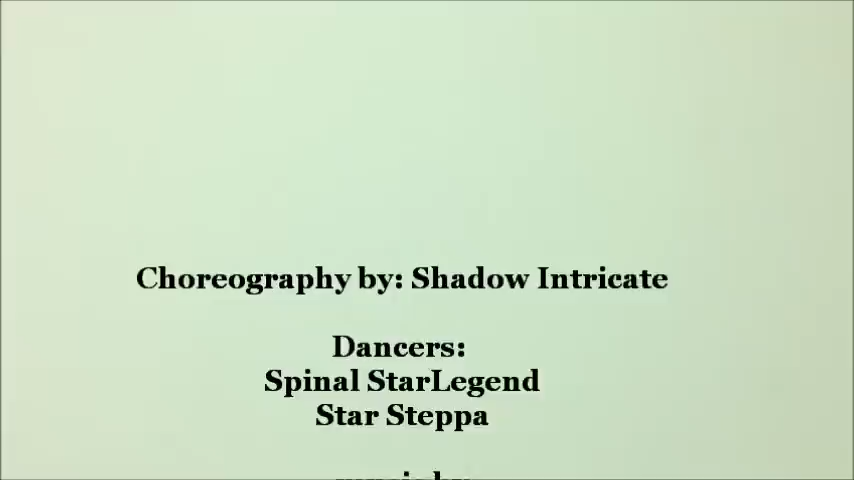 Choreography by: Shadow Intricate
Dancers:
Spinal StarLegend
Star Steppa